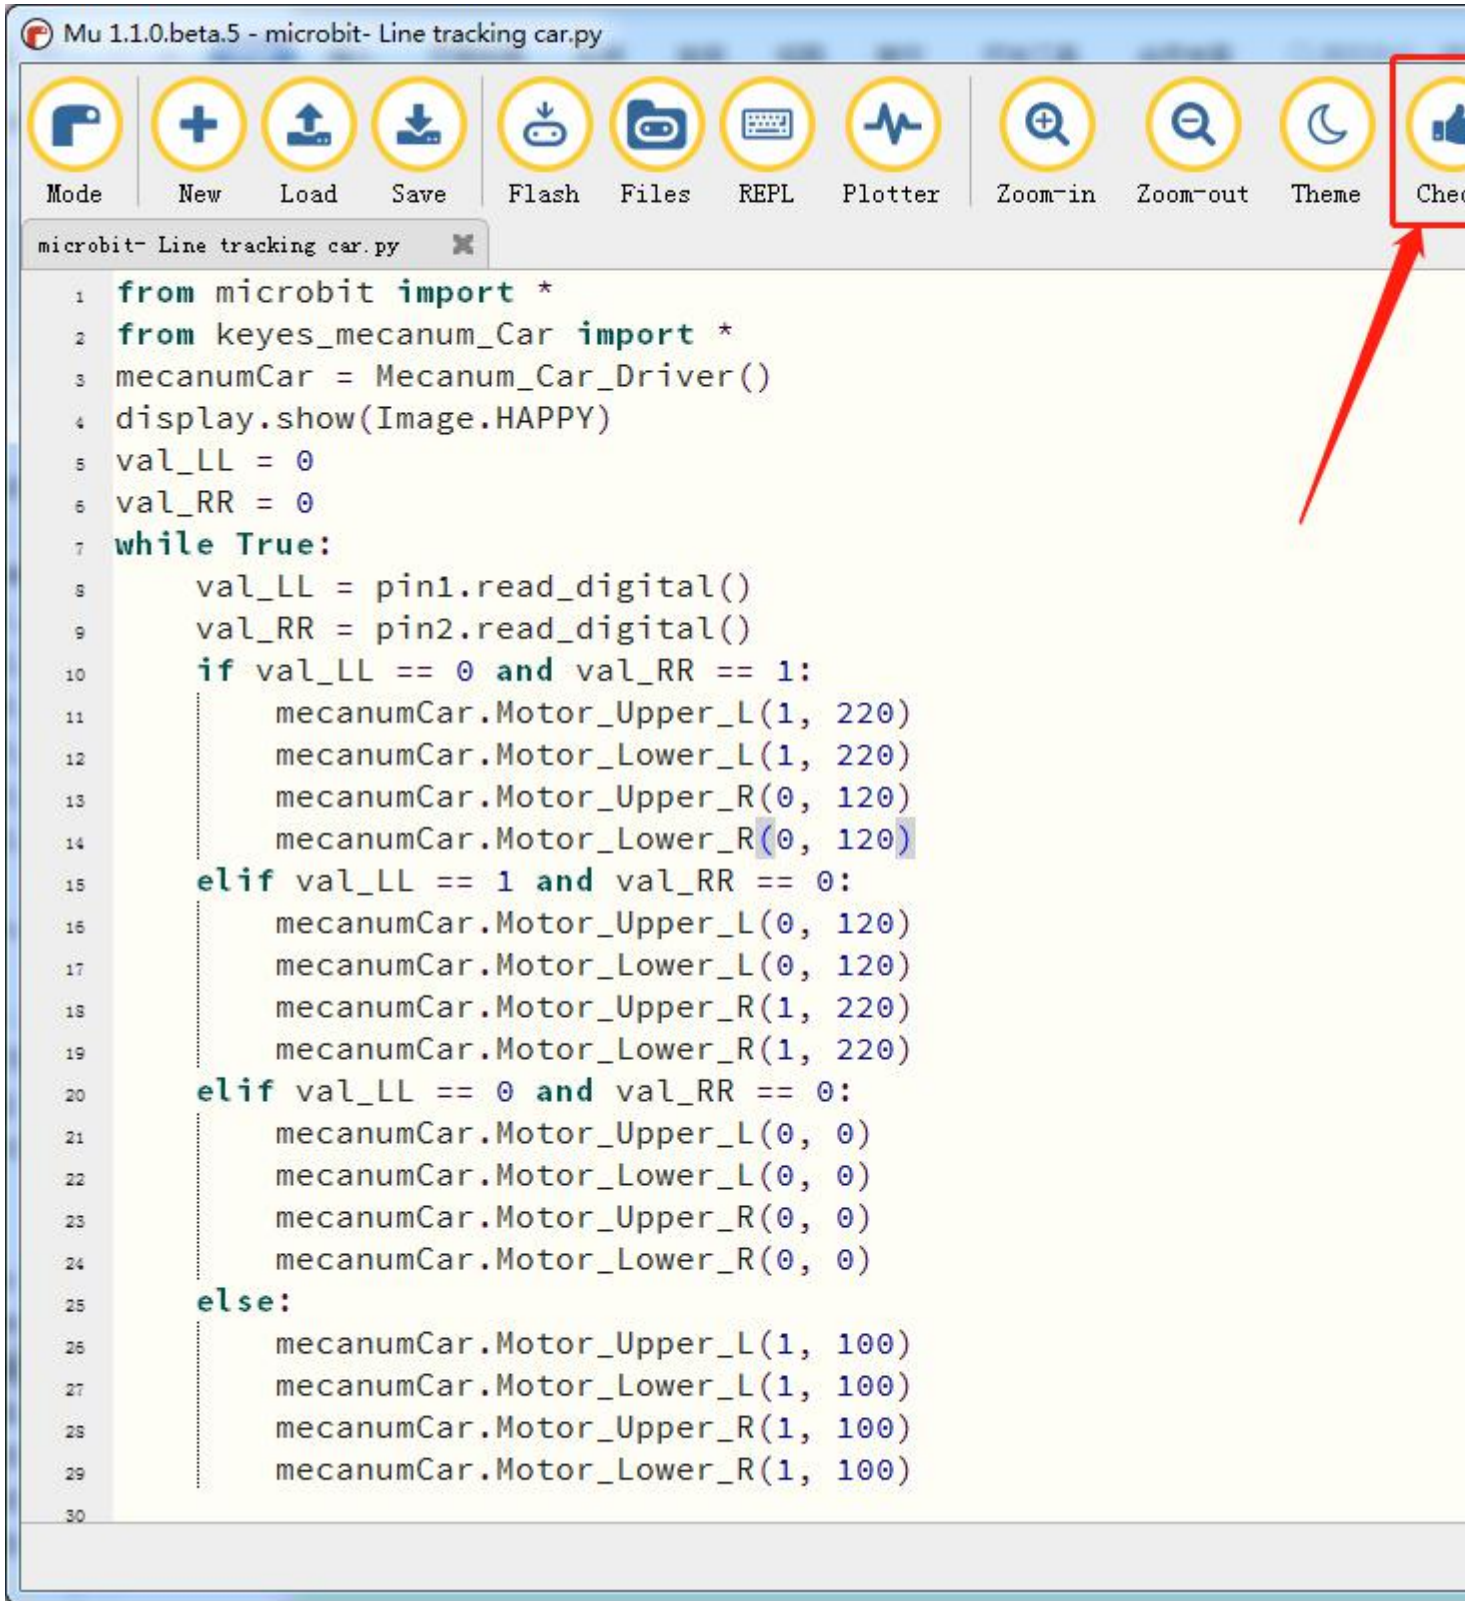 Mu 1.1.0.beta.5 - microbit- Line tracking car.py
Mode New Load Save Flash Files REPL Plotter Zoom-in Zoom-out Theme
microbit- Line tracking car.py
1 from microbit import *
2 from keyes_mecanum_Car import *
3 mecanumCar = Mecanum_Car_Driver()
4 display.show(Image.HAPPY)
5 val_LL = 0
6 val_RR = 0
7 while True:
8 val_LL = pin1.read_digital()
9 val_RR = pin2.read_digital()
10 if val_LL == 0 and val_RR == 1:
11 mecanumCar.Motor_Upper_L(1, 220)
12 mecanumCar.Motor_Lower_L(1, 220)
13 mecanumCar.Motor_Upper_R(0, 120)
14 mecanumCar.Motor_Lower_R(0, 120)
15 elif val_LL == 1 and val_RR == 0:
16 mecanumCar.Motor_Upper_L(0, 120)
17 mecanumCar.Motor_Lower_L(0, 120)
18 mecanumCar.Motor_Upper_R(1, 220)
19 mecanumCar.Motor_Lower_R(1, 220)
20 elif val_LL == 0 and val_RR == 0:
21 mecanumCar.Motor_Upper_L(0, 0)
22 mecanumCar.Motor_Lower_L(0, 0)
23 mecanumCar.Motor_Upper_R(0, 0)
24 mecanumCar.Motor_Lower_R(0, 0)
25 else:
26 mecanumCar.Motor_Upper_L(1, 100)
27 mecanumCar.Motor_Lower_L(1, 100)
28 mecanumCar.Motor_Upper_R(1, 100)
29 mecanumCar.Motor_Lower_R(1, 100)
30